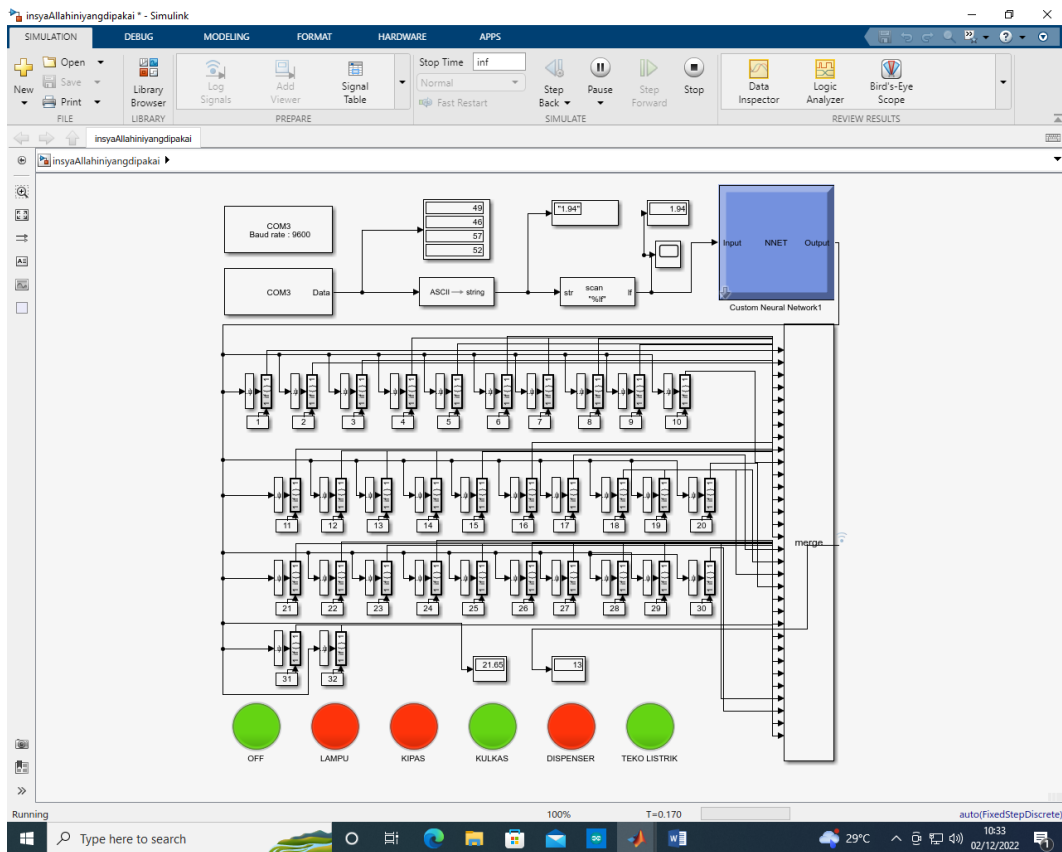 insyaAllahiniyangdipakai * - Simulink
SIMULATION DEBUG MODELING FORMAT HARDWARE APPS
New
Open
Save
Print
FILE
Library Browser
LIBRARY
Log Signals
Add Viewer
Signal Table
PREPARE
Stop Time inf
Normal
Fast Restart
Step Back
Pause
Step Forward
Stop
SIMULATE
Data Inspector
Logic Analyzer
Bird's-Eye Scope
REVIEW RESULTS
insyaAllahiniyangdipakai
insyaAllahiniyangdipakai
COM3
Baud rate : 9600
COM3 Data
49
46
57
52
ASCII → string
"1.94"
str scan "%lf" lf
1.94
Input NNET Output
Custom Neural Network1
1 2 3 4 5 6 7 8 9 10
11 12 13 14 15 16 17 18 19 20
merge
21 22 23 24 25 26 27 28 29 30
31 32
21.65
13
OFF LAMPU KIPAS KULKAS DISPENSER TEKO LISTRIK
Running 100% T=0.170 auto(FixedStepDiscrete)
Type here to search
29°C
10:33
02/12/2022